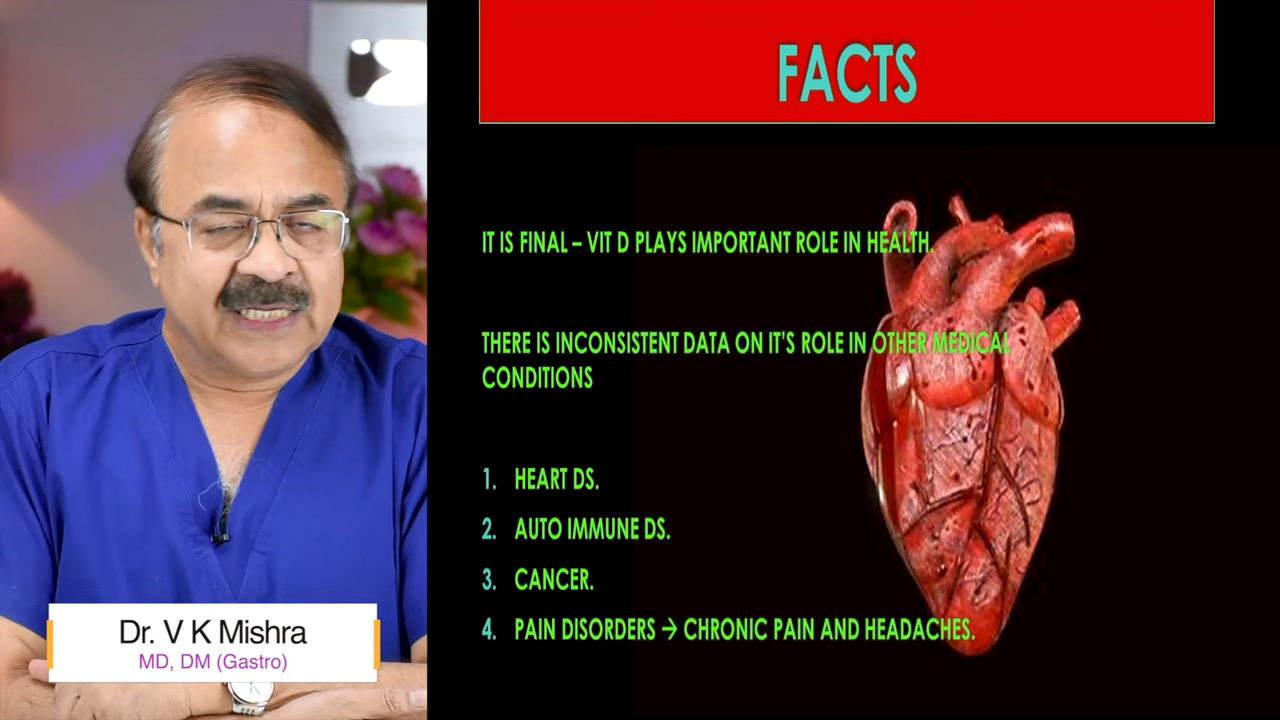 FACTS
IT IS FINAL – VIT D PLAYS IMPORTANT ROLE IN HEALTH.
THERE IS INCONSISTENT DATA ON IT'S ROLE IN OTHER MEDICAL
CONDITIONS
1. HEART DS.
2. AUTO IMMUNE DS.
3. CANCER.
4. PAIN DISORDERS → CHRONIC PAIN AND HEADACHES.
Dr. V K Mishra
MD, DM (Gastro)